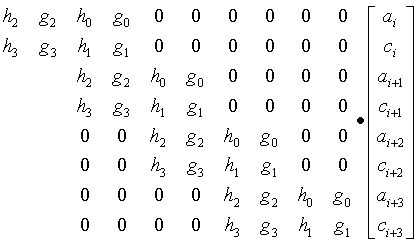 h₂ g₂ h₀ g₀ 0 0 0 0 0 0 aᵢ
h₃ g₃ h₁ g₁ 0 0 0 0 0 0 cᵢ
h₂ g₂ h₀ g₀ 0 0 0 0 aᵢ₊₁
h₃ g₃ h₁ g₁ 0 0 0 0 cᵢ₊₁
0 0 h₂ g₂ h₀ g₀ 0 0 • aᵢ₊₂
0 0 h₃ g₃ h₁ g₁ 0 0 cᵢ₊₂
0 0 0 0 h₂ g₂ h₀ g₀ aᵢ₊₃
0 0 0 0 h₃ g₃ h₁ g₁ cᵢ₊₃